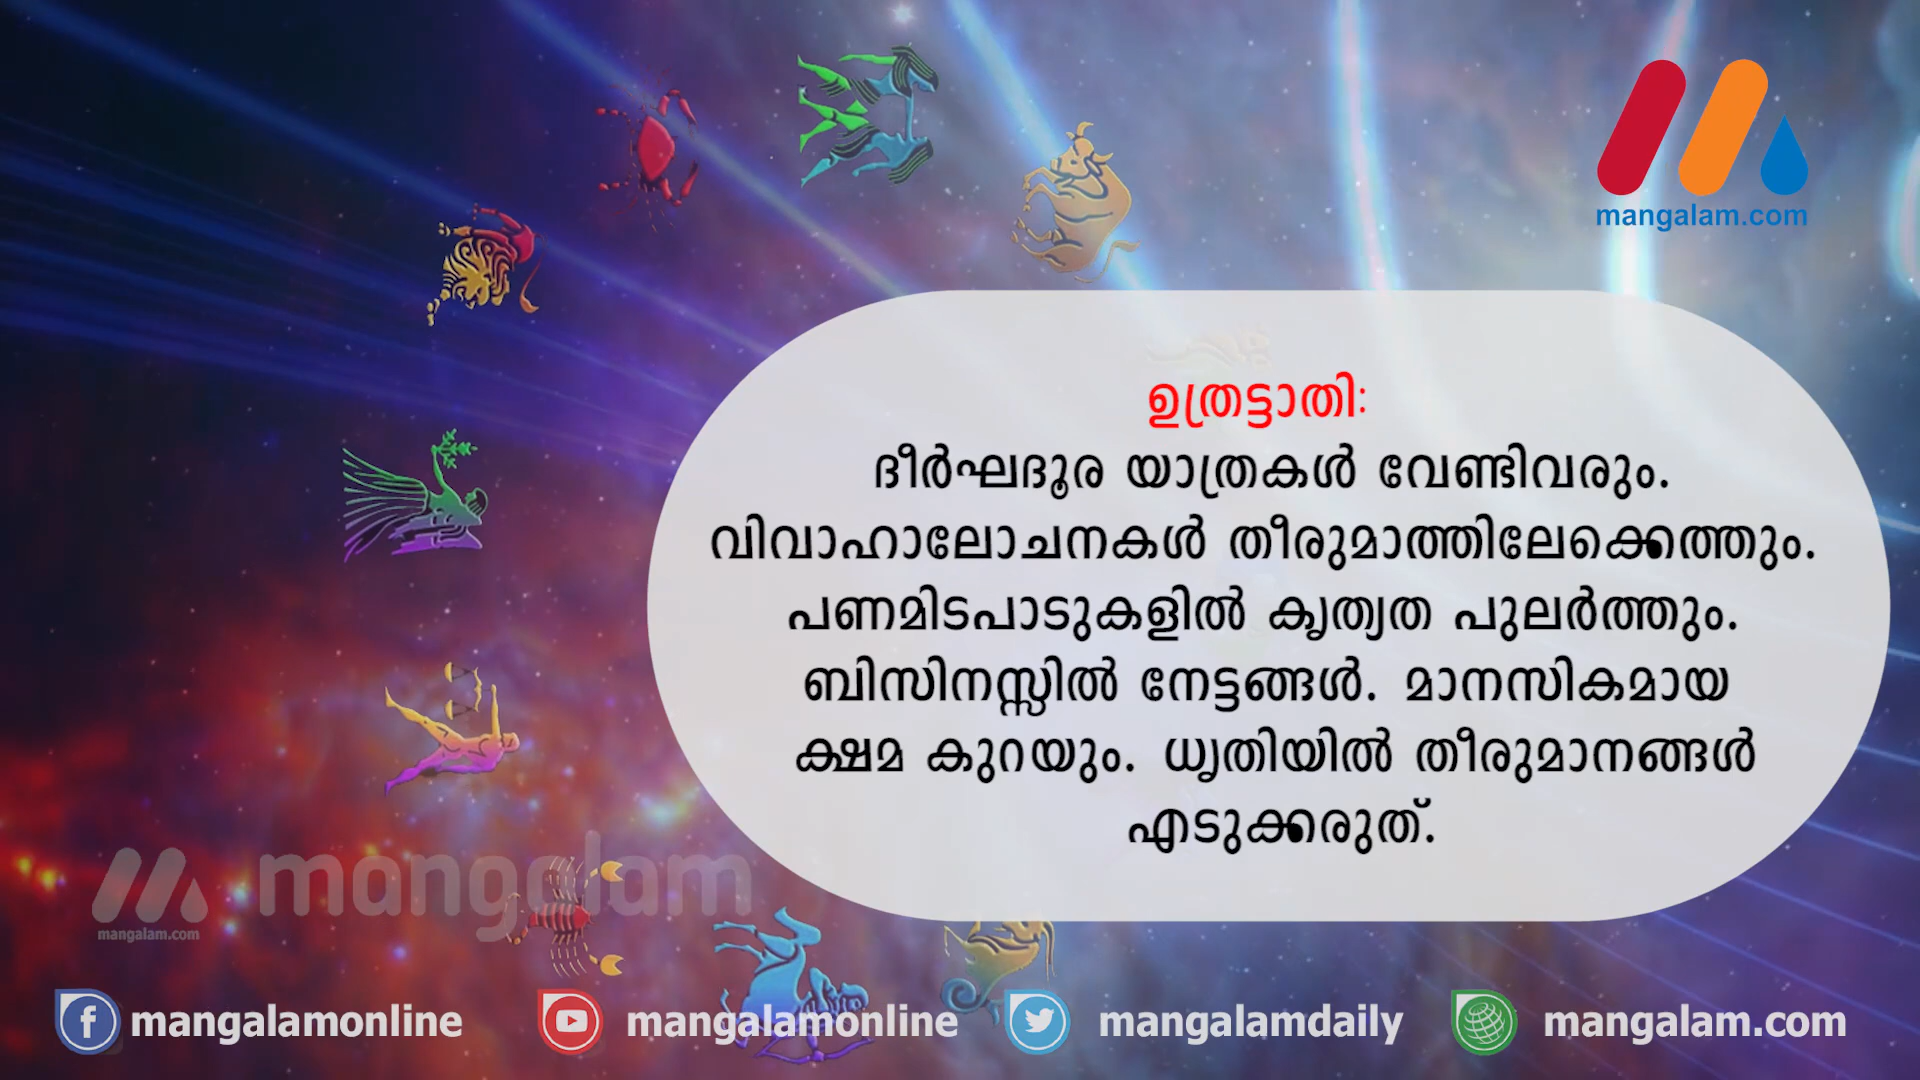 mangalam.com
ഉത്രട്ടാതി:
ദീർഘദൂര യാത്രകൾ വേണ്ടിവരും.
വിവാഹാലോചനകൾ തീരുമാത്തിലേക്കെത്തും.
പണമിടപാടുകളിൽ കൃത്യത പുലർത്തും.
ബിസിനസ്സിൽ നേട്ടങ്ങൾ. മാനസികമായ
ക്ഷമ കുറയും. ധൃതിയിൽ തീരുമാനങ്ങൾ
എടുക്കരുത്.
mangalam
mangalam.com
mangalamonline mangalamonline mangalamdaily mangalam.com